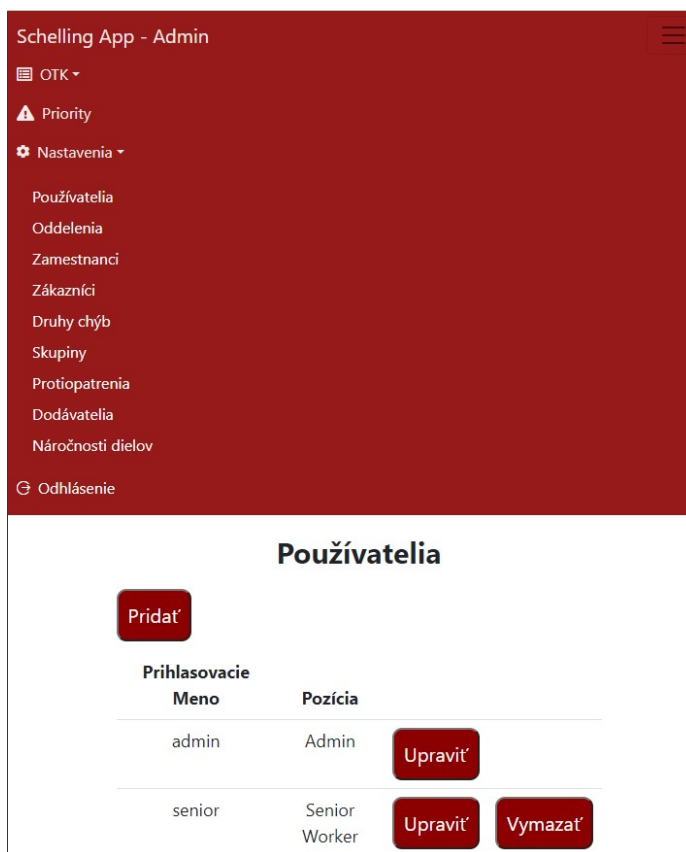 Schelling App - Admin
OTK
Priority
Nastavenia
Používatelia
Oddelenia
Zamestnanci
Zákazníci
Druhy chýb
Skupiny
Protiopatrenia
Dodávatelia
Náročnosti dielov
Odhlásenie
Používatelia
Pridať
Prihlasovacie
Meno Pozícia
admin Admin Upraviť
senior Senior
Worker Upraviť Vymazať